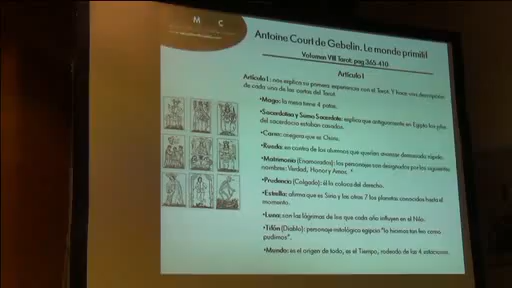 M C
Antoine Court de Gebelin. Le monde primitif
Volumen VIII Tarot: pag 365-410
Artículo I
Artículo I : nos explica su primera experiencia con el Tarot. Y hace una descripción
de cada una de las cartas del Tarot.
•Mago: la mesa tiene 4 patas.
•Sacerdotisa y Sumo Sacerdote: explica que antiguamente en Egipto los jefes
del sacerdocio estaban casados.
•Carro: asegura que es Osiris.
•Rueda: en contra de los alumnos que querían avanzar demasiado rápido.
•Matrimonio (Enamorados): los personajes son designados por los siguientes
nombres: Verdad, Honor y Amor.
•Prudencia (Colgado): él lo coloca del derecho.
•Estrella: afirma que es Sirio y las otras 7 los planetas conocidos hasta el
momento.
•Luna: son las lágrimas de Isis que cada año influyen en el Nilo.
•Tifón (Diablo): personaje mitológico egipcio "lo hicimos tan feo como
pudimos".
•Mundo: es el origen de todo, es el Tiempo, rodeado de las 4 estaciones.